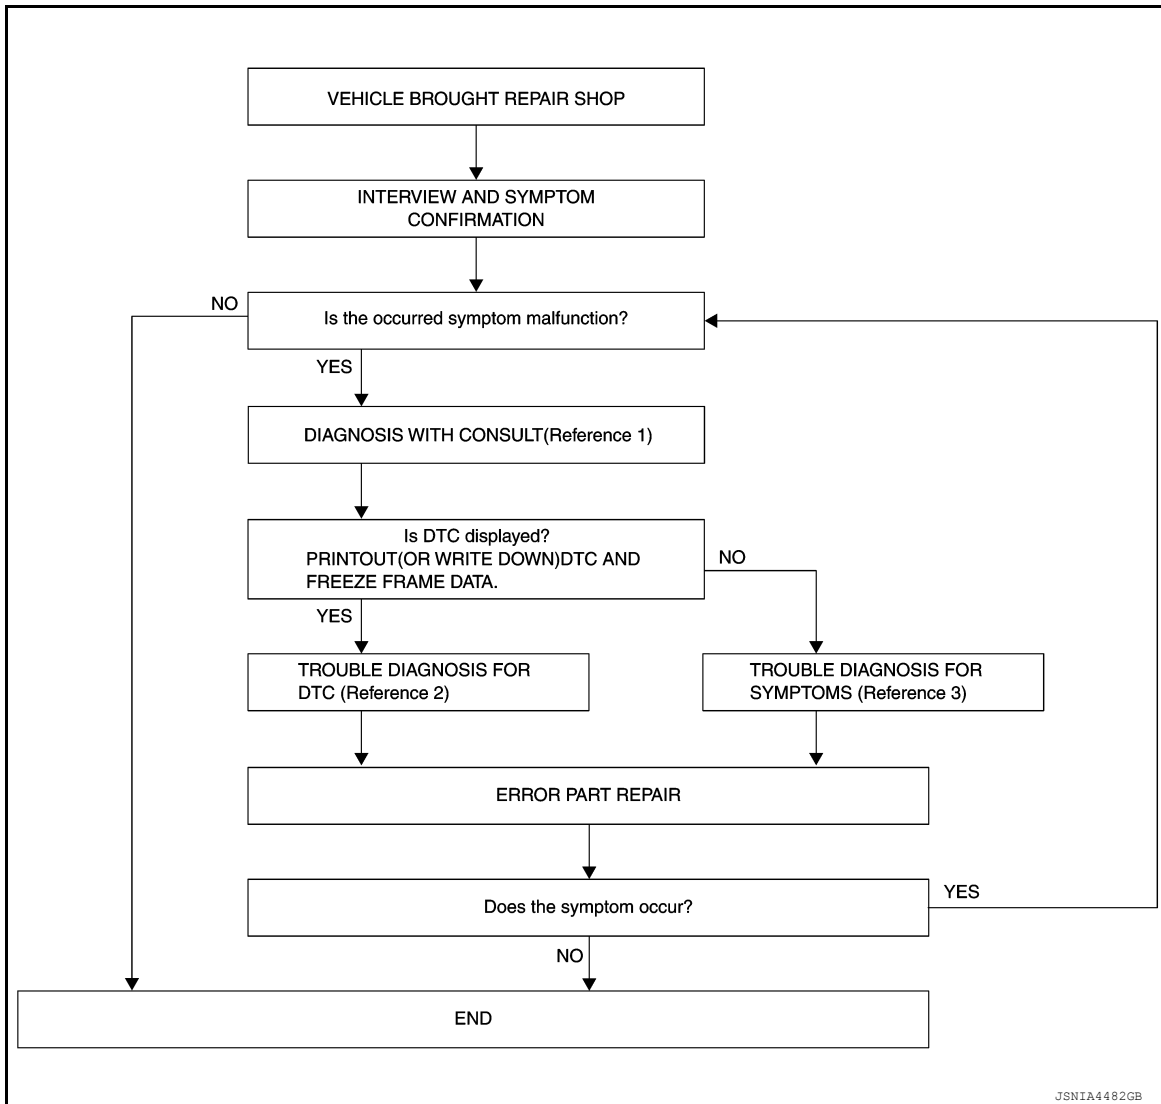 VEHICLE BROUGHT REPAIR SHOP
INTERVIEW AND SYMPTOM
CONFIRMATION
NO
Is the occurred symptom malfunction?
YES
DIAGNOSIS WITH CONSULT(Reference 1)
Is DTC displayed?
PRINTOUT(OR WRITE DOWN)DTC AND
FREEZE FRAME DATA.
NO
YES
TROUBLE DIAGNOSIS FOR
DTC (Reference 2)
TROUBLE DIAGNOSIS FOR
SYMPTOMS (Reference 3)
ERROR PART REPAIR
Does the symptom occur?
YES
NO
END
JSNIA4482GB